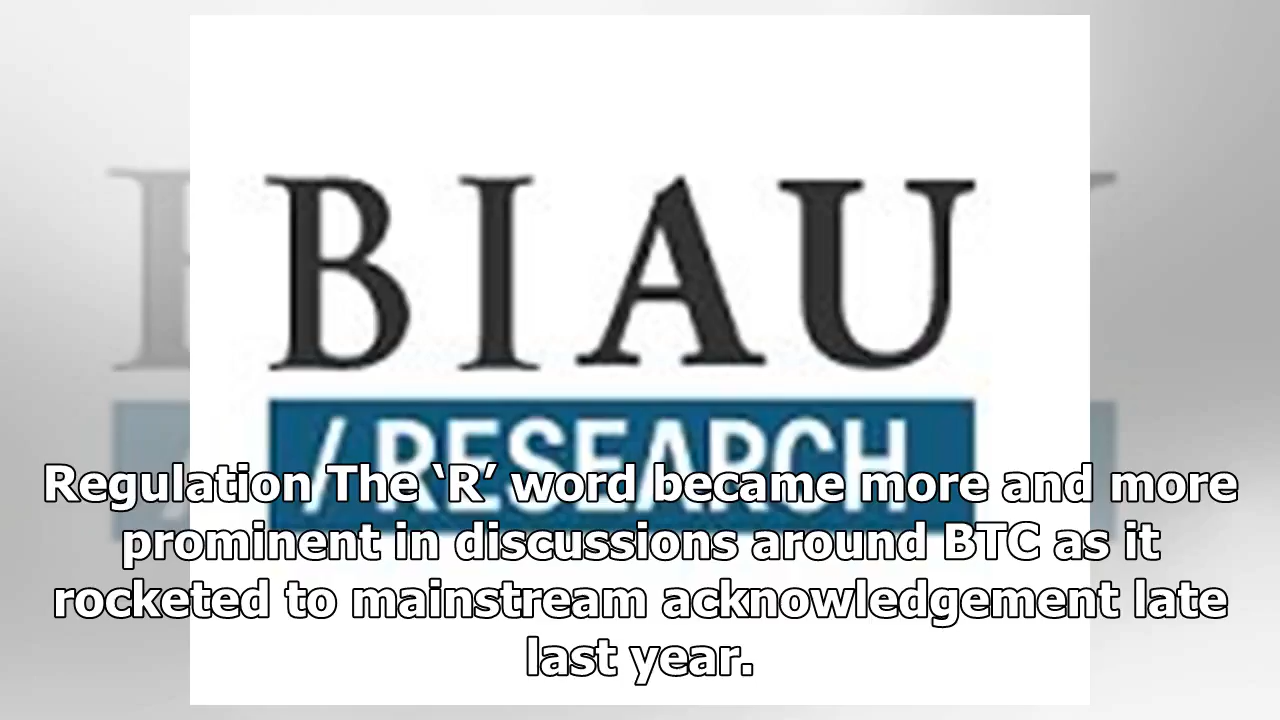 BIAU
/RESEARCH
Regulation The ‘R’ word became more and more
prominent in discussions around BTC as it
rocketed to mainstream acknowledgement late
last year.